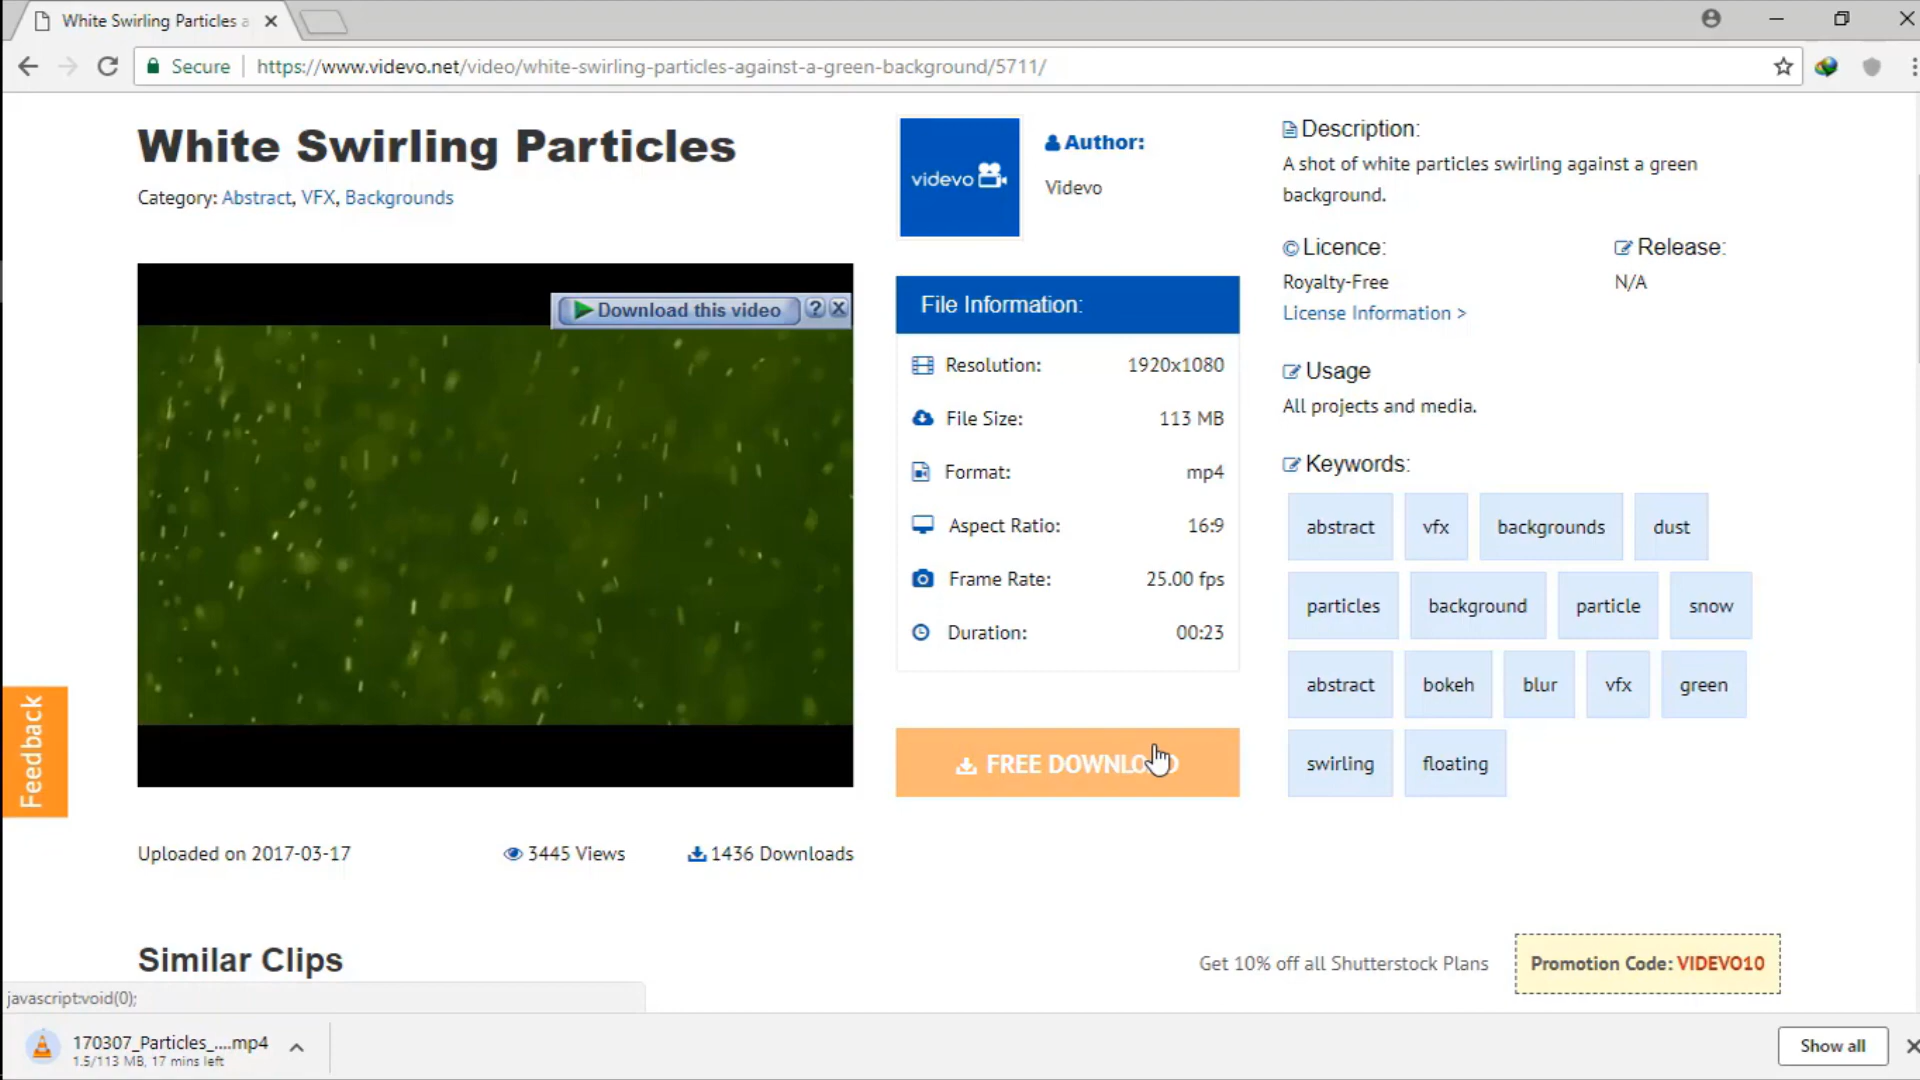 White Swirling Particles a
Secure
https://www.videvo.net/video/white-swirling-particles-against-a-green-background/5711/
White Swirling Particles
Category: Abstract, VFX, Backgrounds
Download this video ?
videvo
Author:
Videvo
File Information:
Resolution: 1920x1080
File Size: 113 MB
Format: mp4
Aspect Ratio: 16:9
Frame Rate: 25.00 fps
Duration: 00:23
FREE DOWNLOAD
Description:
A shot of white particles swirling against a green
background.
© Licence:
Royalty-Free
License Information >
Release:
N/A
Usage
All projects and media.
Keywords:
abstract vfx backgrounds dust
particles background particle snow
abstract bokeh blur vfx green
swirling floating
Feedback
Uploaded on 2017-03-17
3445 Views
1436 Downloads
Similar Clips
Get 10% off all Shutterstock Plans
Promotion Code: VIDEVO10
javascript:void(0);
170307_Particles_....mp4
1.5/113 MB, 17 mins left
Show all